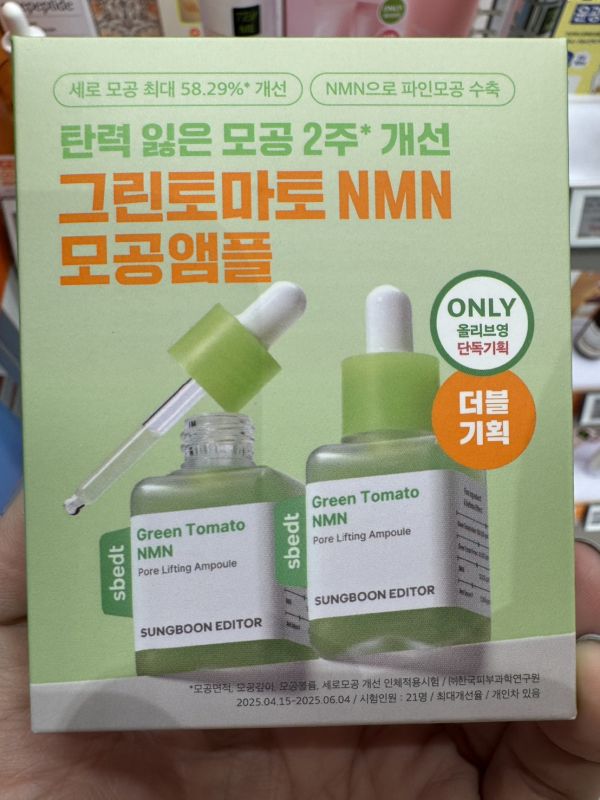 세로 모공 최대 58.29%* 개선
NMN으로 파인모공 수축
탄력 잃은 모공 2주* 개선
그린토마토 NMN
모공앰플
ONLY
올리브영
단독기획
더블
기획
sbedt
Green Tomato
NMN
Pore Lifting Ampoule
SUNGBOON EDITOR
sbedt
Green Tomato
NMN
Pore Lifting Ampoule
SUNGBOON EDITOR
*모공면적, 모공깊이, 모공볼륨, 세로모공 개선 인체적용시험 / ㈜한국피부과학연구원
2025.04.15-2025.06.04 / 시험인원 : 21명 / 최대개선율 / 개인차 있음